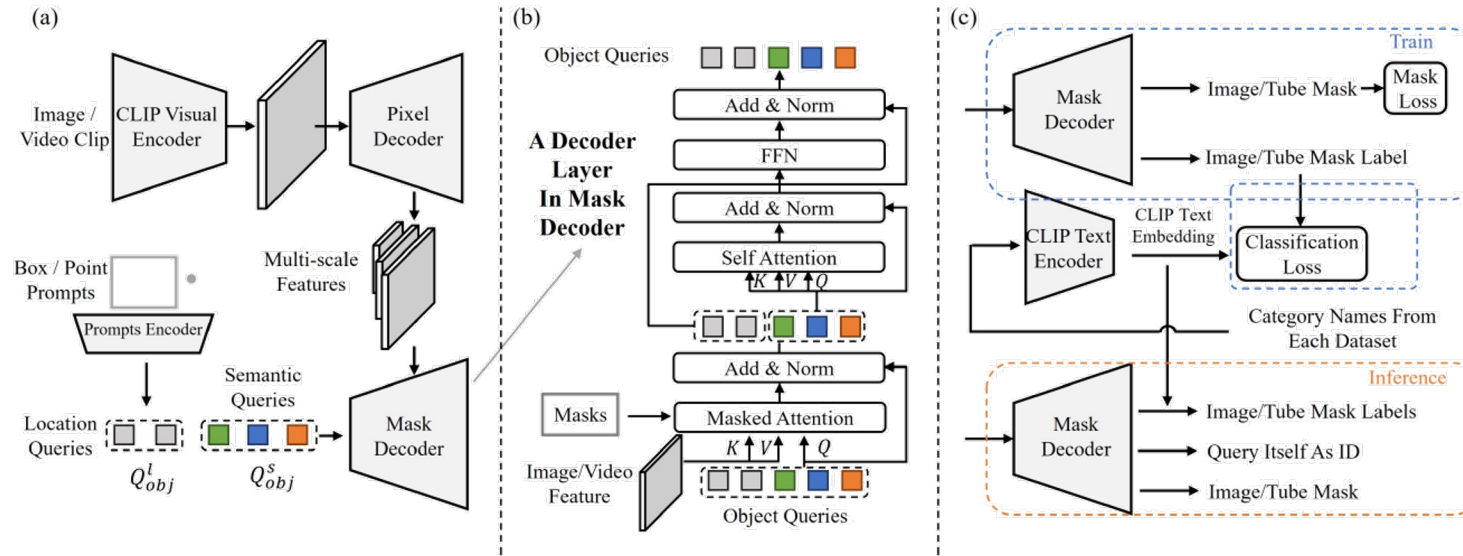 (a)
Image /
Video Clip
CLIP Visual
Encoder
Pixel
Decoder
Multi-scale
Features
Box / Point
Prompts
Prompts Encoder
Semantic
Queries
Location
Queries
Mask
Decoder
Q^l_obj
Q^s_obj
(b)
Object Queries
Add & Norm
FFN
A Decoder
Layer
In Mask
Decoder
Add & Norm
Self Attention
K V Q
Add & Norm
Masks
Masked Attention
K V Q
Image/Video
Feature
Object Queries
(c)
Train
Mask
Decoder
Image/Tube Mask
Mask
Loss
Image/Tube Mask Label
CLIP Text
Encoder
CLIP Text
Embedding
Classification
Loss
Category Names From
Each Dataset
Inference
Mask
Decoder
Image/Tube Mask Labels
Query Itself As ID
Image/Tube Mask